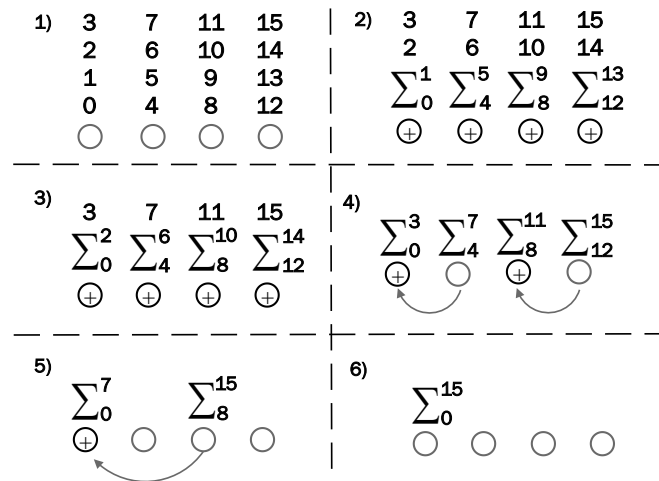 1)
3 7 11 15
2 6 10 14
1 5 9 13
0 4 8 12
2)
3 7 11 15
2 6 10 14
∑₀¹ ∑₄⁵ ∑₈⁹ ∑₁₂¹³
+ + + +
3)
3 7 11 15
∑₀² ∑₄⁶ ∑₈¹⁰ ∑₁₂¹⁴
+ + + +
4)
∑₀³ ∑₄⁷ ∑₈¹¹ ∑₁₂¹⁵
+ +
5)
∑₀⁷ ∑₈¹⁵
+
6)
∑₀¹⁵